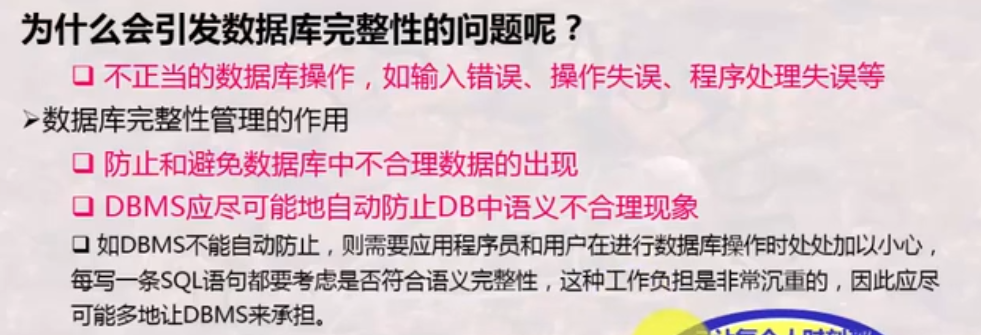 为什么会引发数据库完整性的问题呢？
❑ 不正当的数据库操作，如输入错误、操作失误、程序处理失误等
➢数据库完整性管理的作用
❑ 防止和避免数据库中不合理数据的出现
❑ DBMS应尽可能地自动防止DB中语义不合理现象
❑ 如DBMS不能自动防止，则需要应用程序员和用户在进行数据库操作时处处加以小心，
每写一条SQL语句都要考虑是否符合语义完整性，这种工作负担是非常沉重的，因此应尽
可能多地让DBMS来承担。